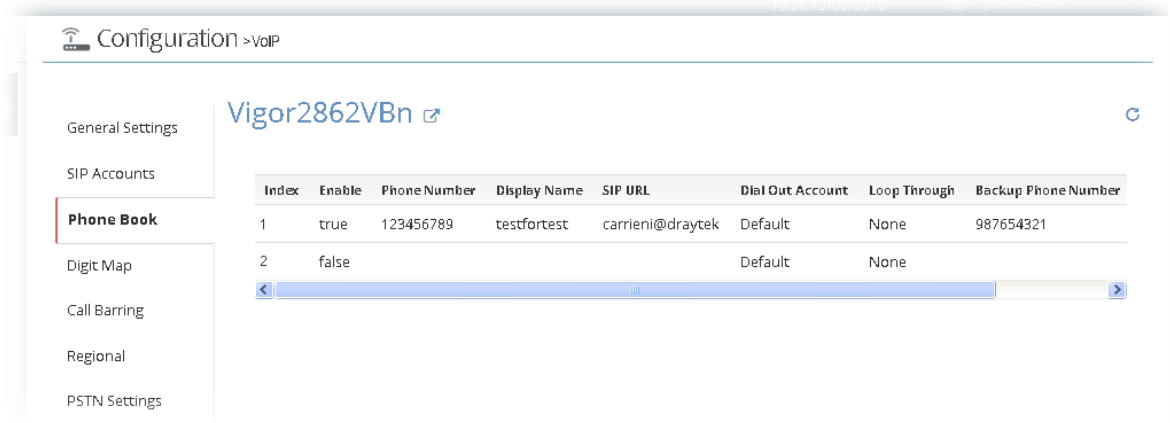 Configuration >VoIP
General Settings
SIP Accounts
Phone Book
Digit Map
Call Barring
Regional
PSTN Settings
Vigor2862VBn
Index Enable Phone Number Display Name SIP URL Dial Out Account Loop Through Backup Phone Number
1 true 123456789 testfortest carrieni@draytek Default None 987654321
2 false Default None